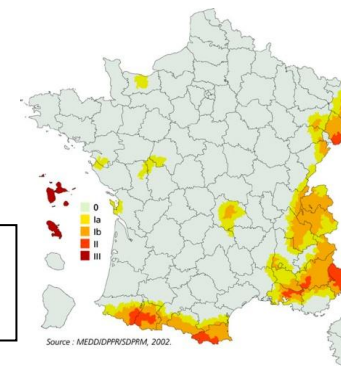 0
Ia
Ib
II
III
Source : MEDD/DPPR/SDPRM, 2002.